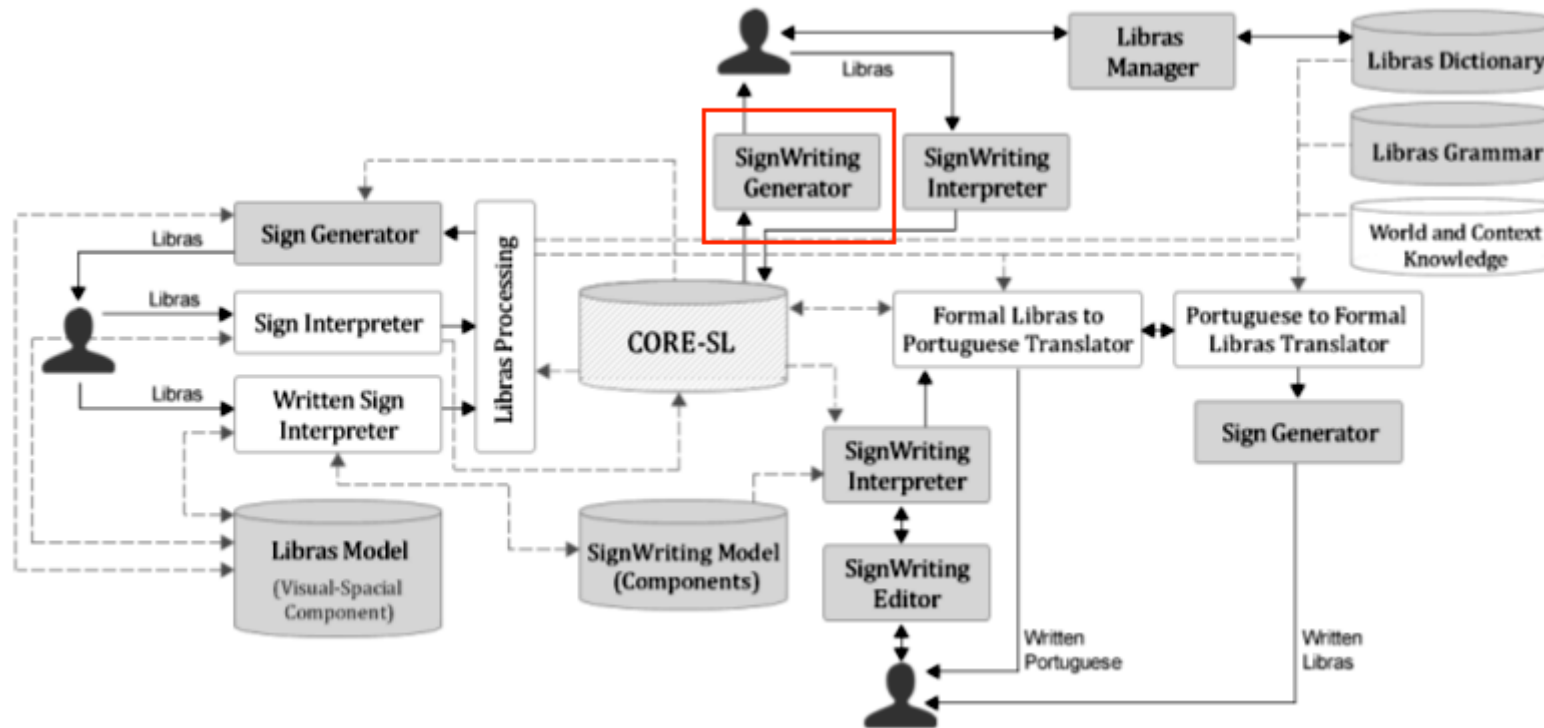 Libras
Manager
Libras Dictionary
Libras
SignWriting
Generator
SignWriting
Interpreter
Libras Grammar
World and Context
Knowledge
Libras
Sign Generator
Libras
Sign Interpreter
Libras
Written Sign
Interpreter
Libras Processing
CORE-SL
Formal Libras to
Portuguese Translator
Portuguese to Formal
Libras Translator
Sign Generator
SignWriting
Interpreter
Libras Model
(Visual-Spacial
Component)
SignWriting Model
(Components)
SignWriting
Editor
Written
Portuguese
Written
Libras